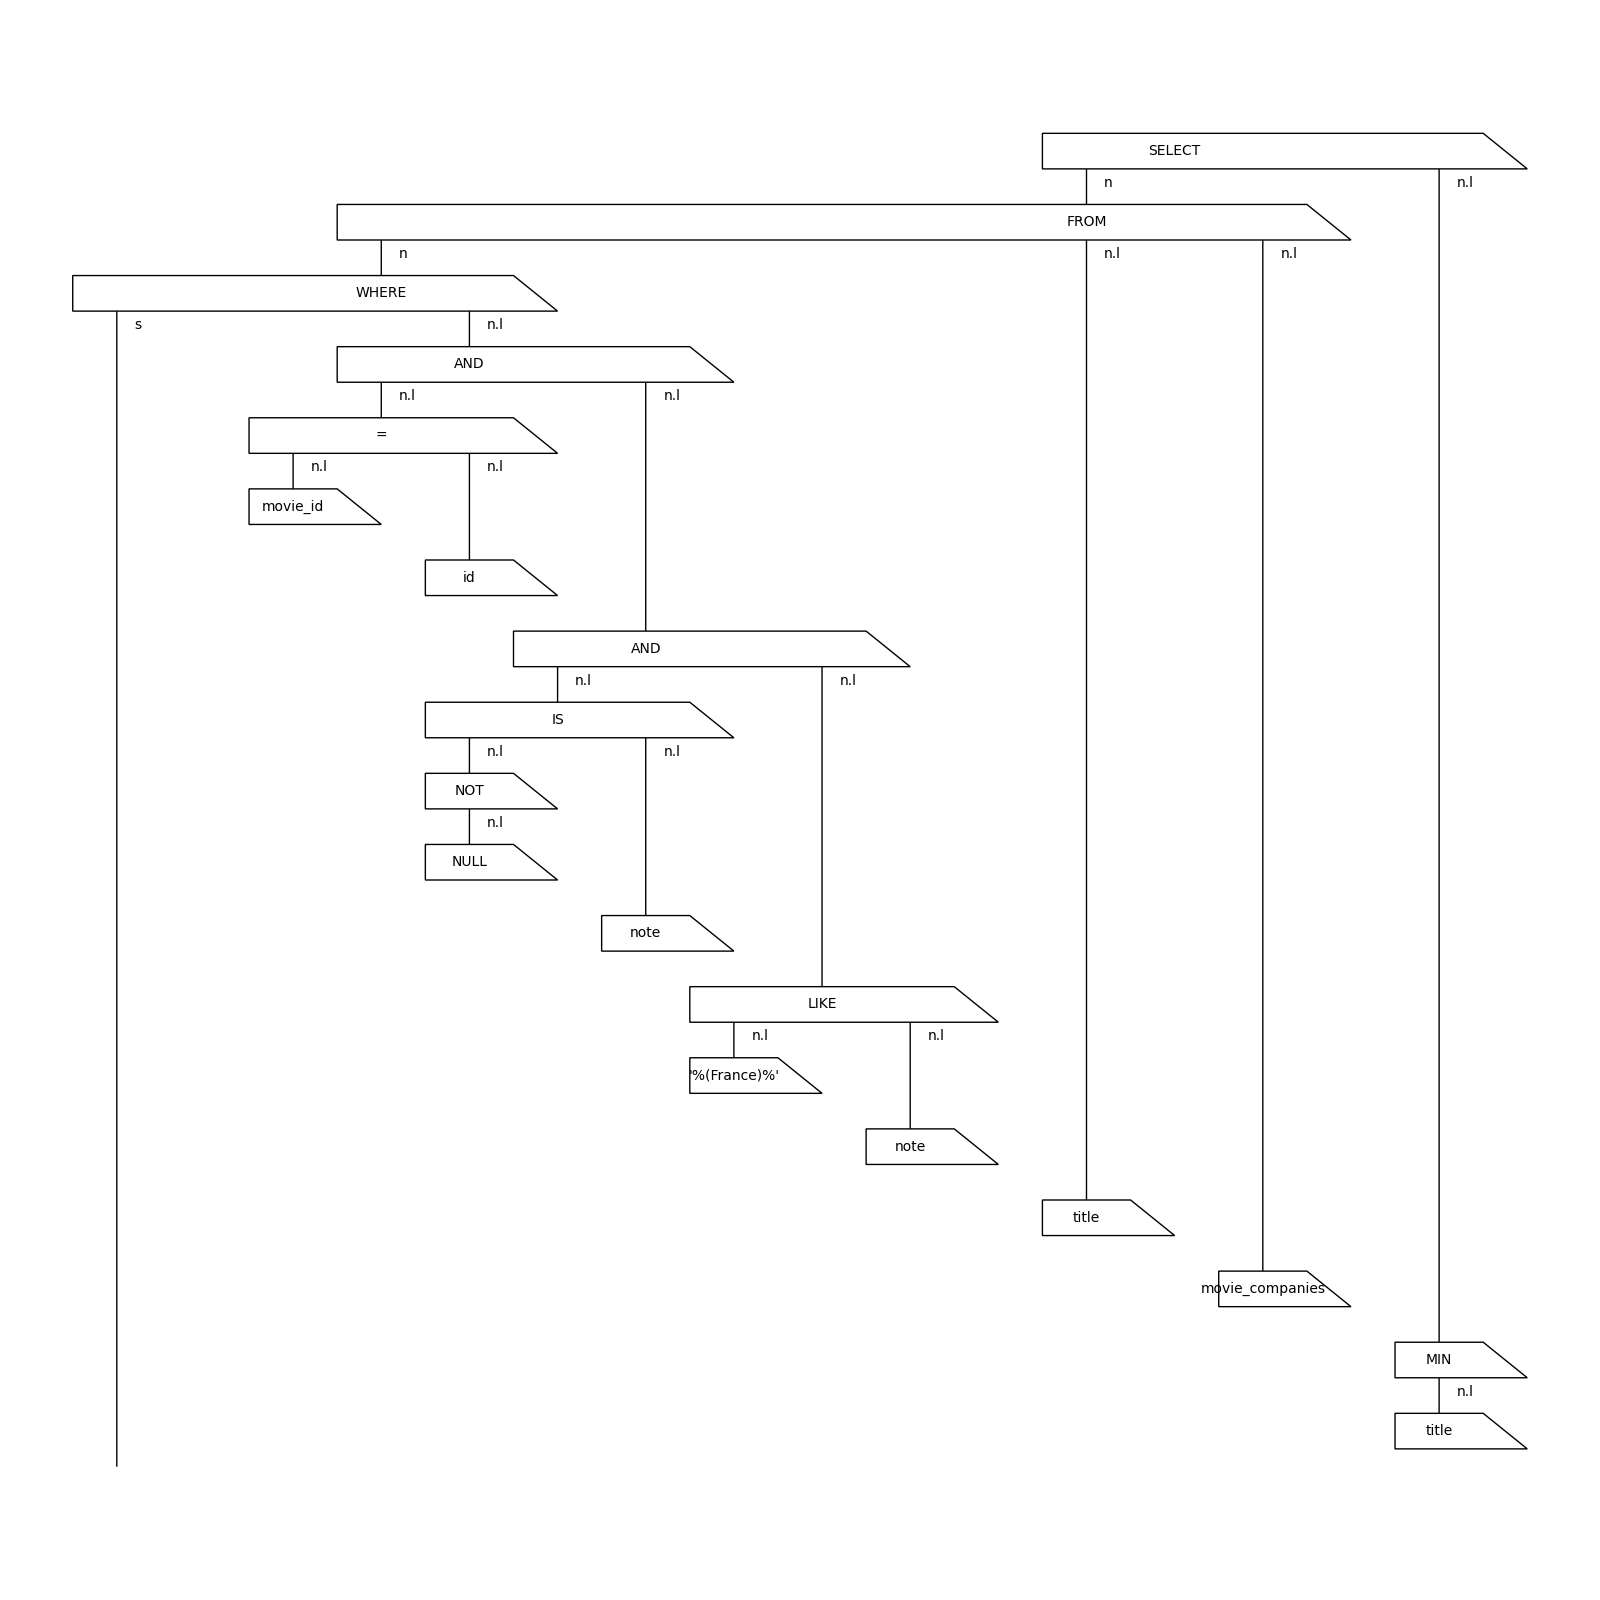 SELECT
n n.l
FROM
n n.l n.l
WHERE
s n.l
AND
n.l n.l
=
n.l n.l
movie_id
id
AND
n.l n.l
IS
n.l n.l
NOT
n.l
NULL
note
LIKE
n.l n.l
'%(France)%'
note
title
movie_companies
MIN
n.l
title